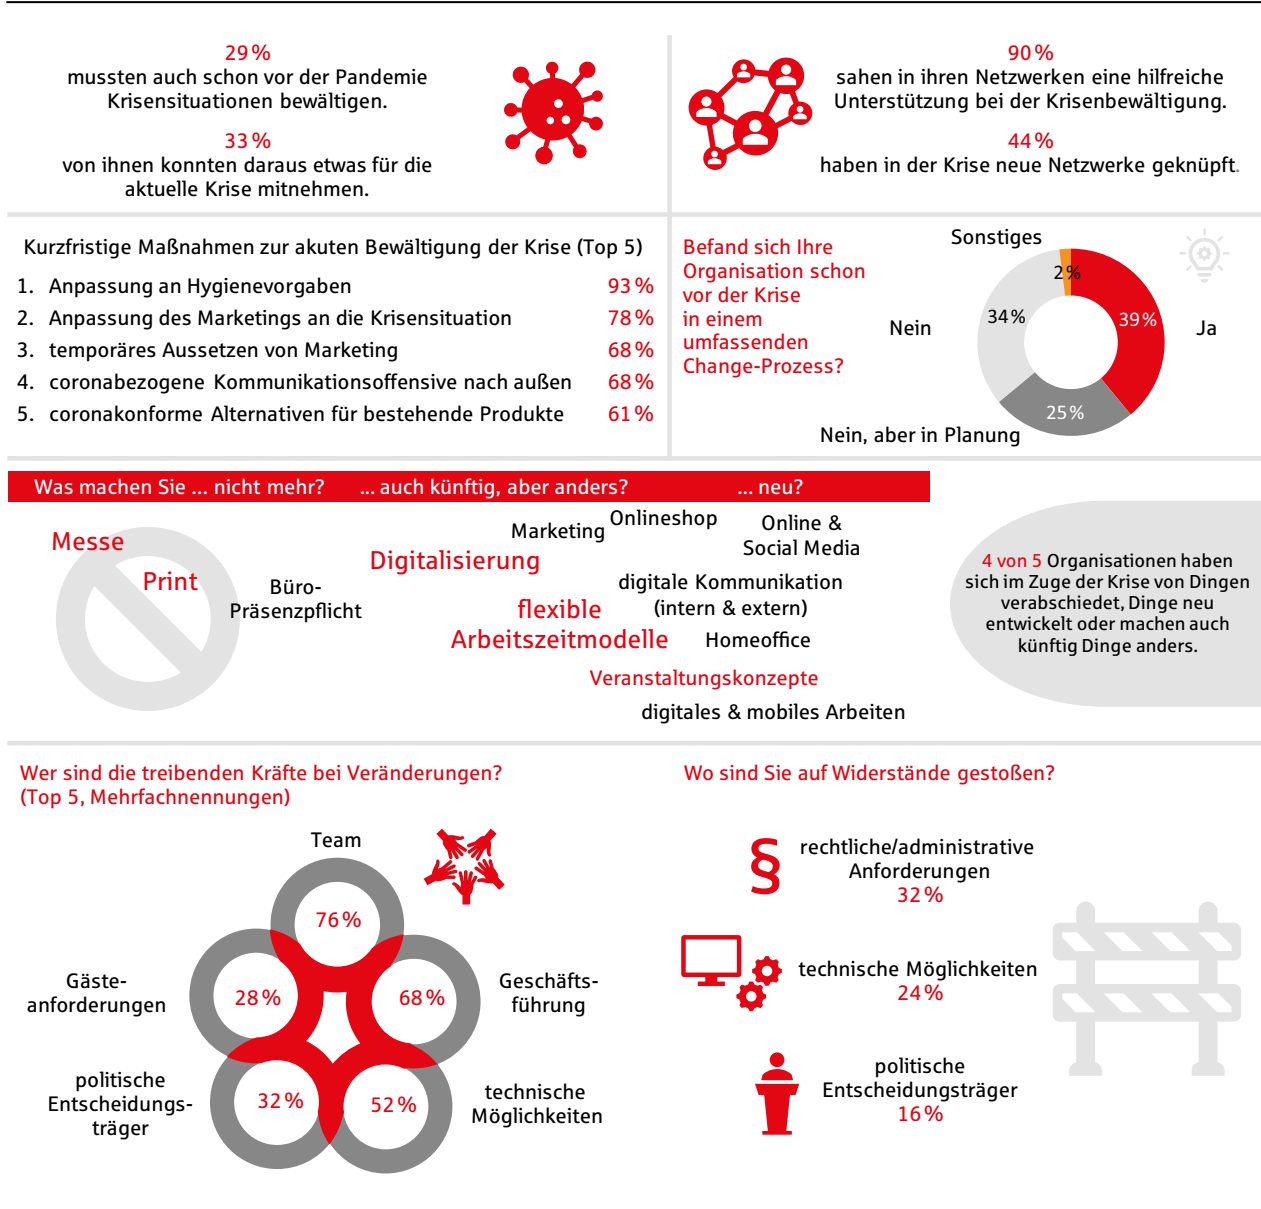 29 %
mussten auch schon vor der Pandemie
Krisensituationen bewältigen.
33 %
von ihnen konnten daraus etwas für die
aktuelle Krise mitnehmen.
90 %
sahen in ihren Netzwerken eine hilfreiche
Unterstützung bei der Krisenbewältigung.
44 %
haben in der Krise neue Netzwerke geknüpft.
Kurzfristige Maßnahmen zur akuten Bewältigung der Krise (Top 5)
1. Anpassung an Hygienevorgaben 93 %
2. Anpassung des Marketings an die Krisensituation 78 %
3. temporäres Aussetzen von Marketing 68 %
4. coronabezogene Kommunikationsoffensive nach außen 68 %
5. coronakonforme Alternativen für bestehende Produkte 61 %
Befand sich Ihre
Organisation schon
vor der Krise
in einem
umfassenden
Change-Prozess?
Sonstiges
2 %
34 %
39 %
Nein
Ja
25 %
Nein, aber in Planung
Was machen Sie ... nicht mehr? ... auch künftig, aber anders? ... neu?
Messe
Print
Büro-
Präsenzpflicht
Marketing
Onlineshop
Online &
Social Media
Digitalisierung
digitale Kommunikation
(intern & extern)
flexible
Arbeitszeitmodelle
Homeoffice
Veranstaltungskonzepte
digitales & mobiles Arbeiten
4 von 5 Organisationen haben
sich im Zuge der Krise von Dingen
verabschiedet, Dinge neu
entwickelt oder machen auch
künftig Dinge anders.
Wer sind die treibenden Kräfte bei Veränderungen?
(Top 5, Mehrfachnennungen)
Team
76 %
Gäste-
anforderungen
28 %
68 %
Geschäfts-
führung
politische
Entscheidungs-
träger
32 %
52 %
technische
Möglichkeiten
Wo sind Sie auf Widerstände gestoßen?
§
rechtliche/administrative
Anforderungen
32 %
technische Möglichkeiten
24 %
politische
Entscheidungsträger
16 %